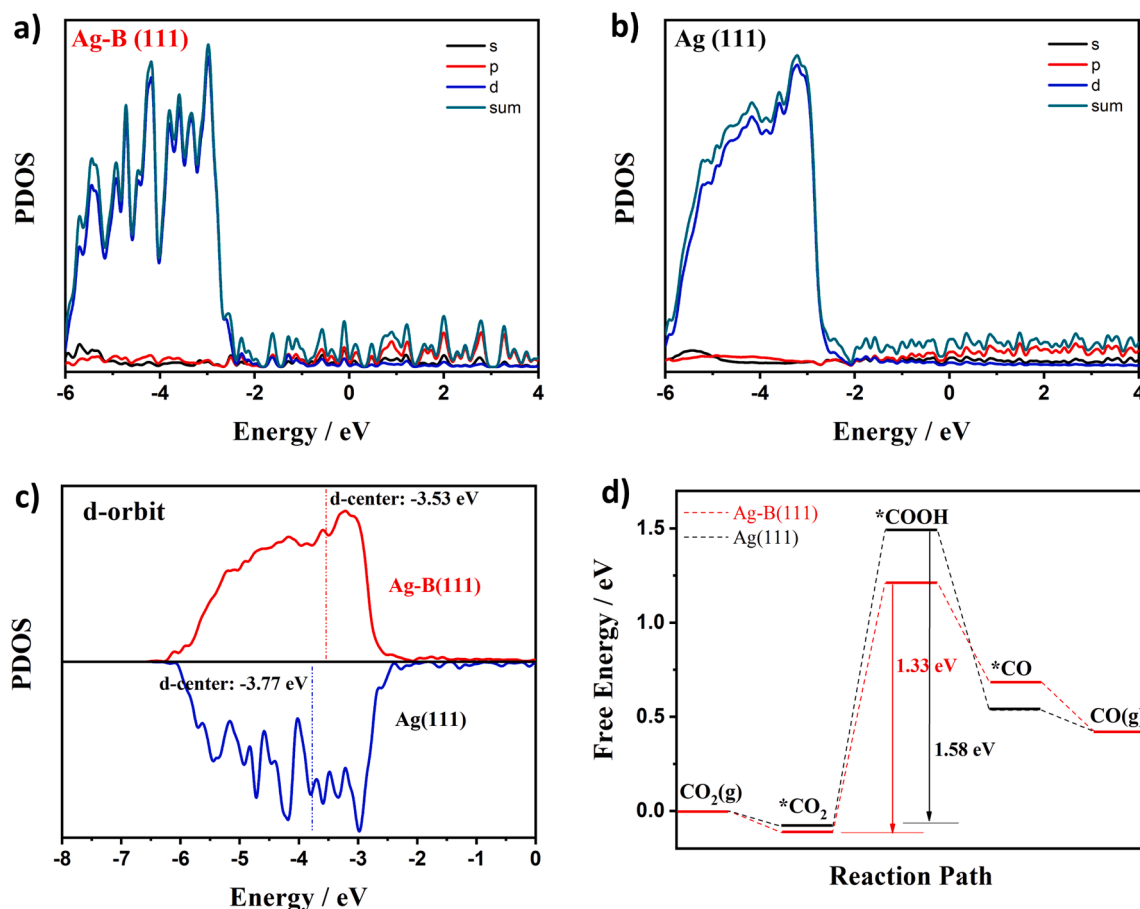 a)
Ag-B (111)
s
p
d
sum
PDOS
-6 -4 -2 0 2 4
Energy / eV
b)
Ag (111)
s
p
d
sum
PDOS
-6 -4 -2 0 2 4
Energy / eV
c)
d-orbit
d-center: -3.53 eV
Ag-B(111)
d-center: -3.77 eV
Ag(111)
PDOS
-8 -7 -6 -5 -4 -3 -2 -1 0
Energy / eV
d)
Ag-B(111)
Ag(111)
*COOH
1.33 eV
*CO
CO(g)
1.58 eV
CO2(g)
*CO2
1.5
1.0
0.5
0.0
Free Energy / eV
Reaction Path